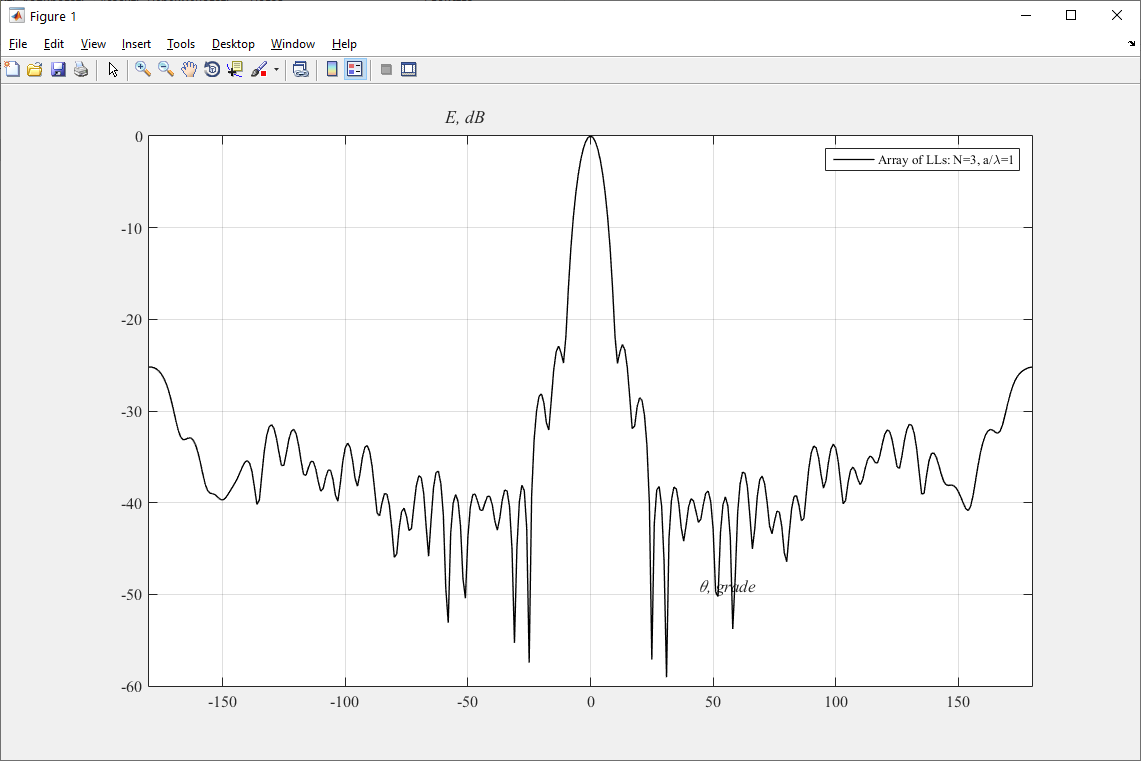 Figure 1
File Edit View Insert Tools Desktop Window Help
E, dB
0
Array of LLs: N=3, a/λ=1
-10
-20
-30
-40
-50
θ, grade
-60
-150 -100 -50 0 50 100 150